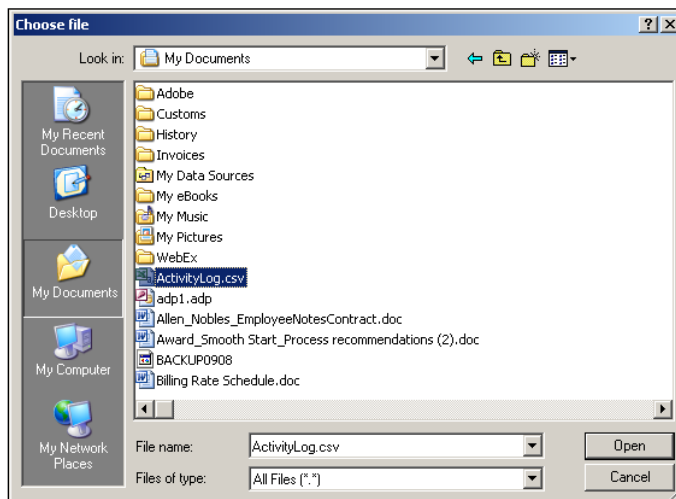 Choose file
Look in:
My Documents
My Recent
Documents
Desktop
My Documents
My Computer
My Network
Places
Adobe
Customs
History
Invoices
My Data Sources
My eBooks
My Music
My Pictures
WebEx
ActivityLog.csv
adp1.adp
Allen_Nobles_EmployeeNotesContract.doc
Award_Smooth Start_Process recommendations (2).doc
BACKUP0908
Billing Rate Schedule.doc
File name:
ActivityLog.csv
Open
Files of type:
All Files (*.*)
Cancel